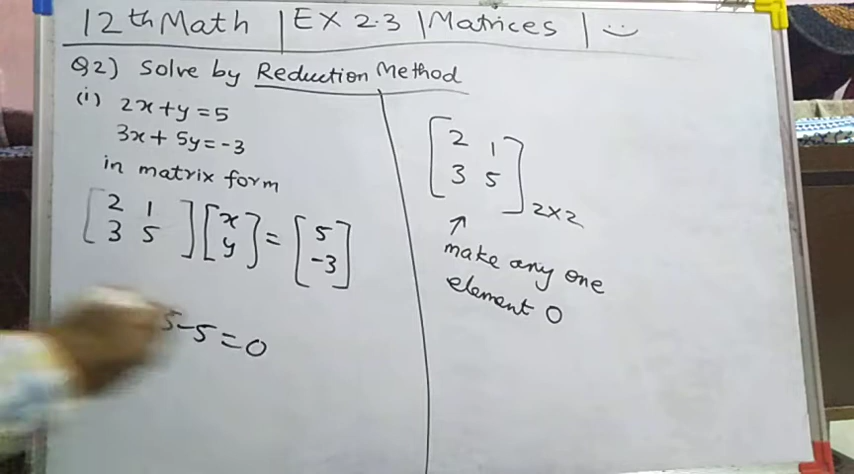 12th Math | EX 2.3 | Matrices | :)
Q2) Solve by Reduction Method
(i) 2x+y=5
3x+5y=-3
in matrix form
[2 1
3 5] [x
y] = [5
-3]
5-5=0
[2 1
3 5] 2x2
↑
make any one
element 0